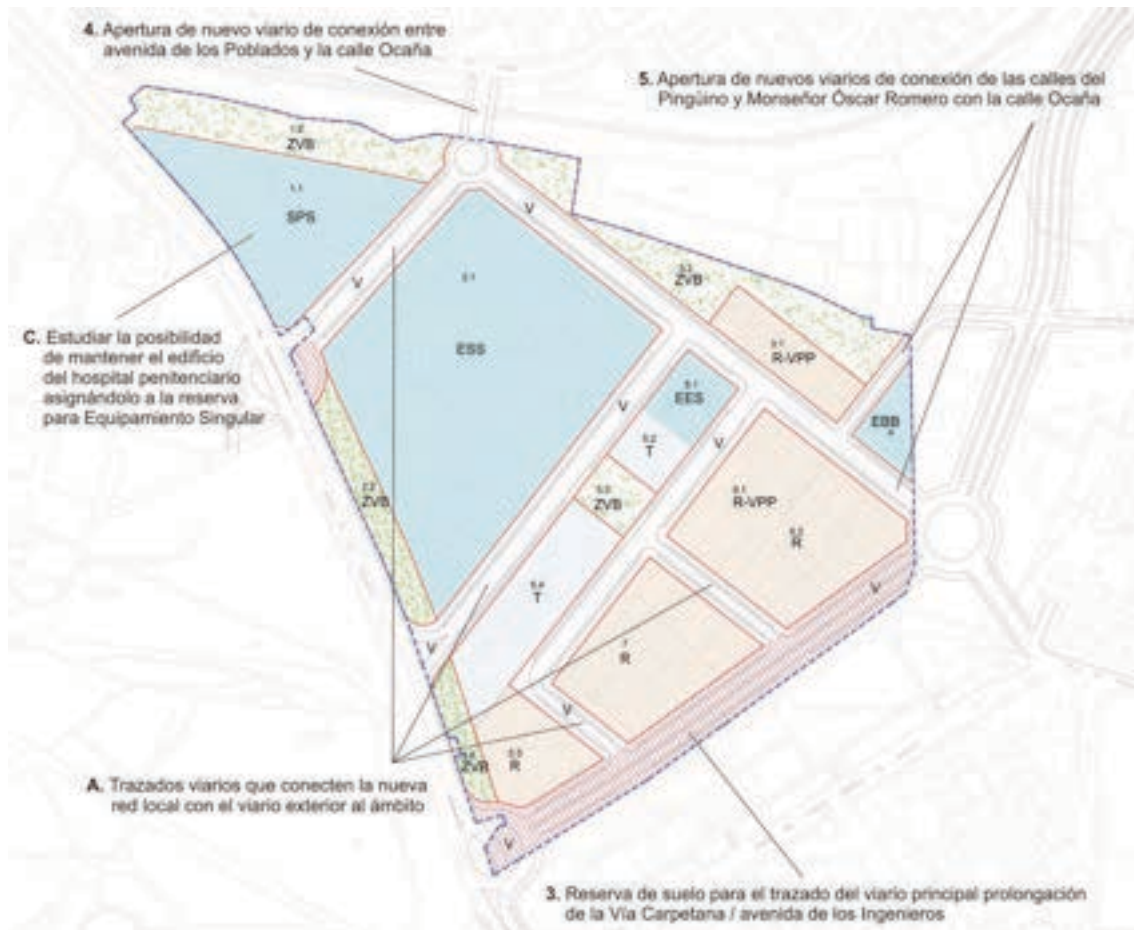 4. Apertura de nuevo viario de conexión entre
avenida de los Poblados y la calle Ocaña
5. Apertura de nuevos viarios de conexión de las calles del
Pingüino y Monseñor Óscar Romero con la calle Ocaña
ZVB
1.1
SPS
V
V
ZVB
C. Estudiar la posibilidad
de mantener el edificio
del hospital penitenciario
asignándolo a la reserva
para Equipamiento Singular
ESS
R-VPP
EES
EBB
V
T
V
ZVB
ZVB
R-VPP
R
T
V
R
V
V
ZVB
R
V
A. Trazados viarios que conecten la nueva
red local con el viario exterior al ámbito
3. Reserva de suelo para el trazado del viario principal prolongación
de la Vía Carpetana / avenida de los Ingenieros